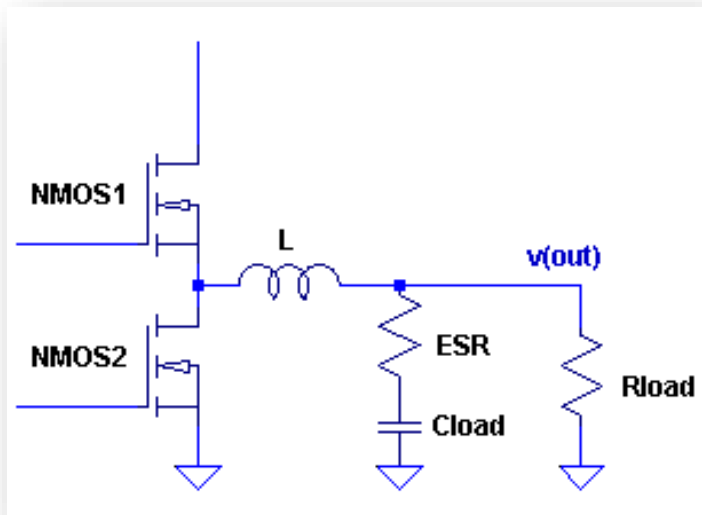 NMOS1
L
v(out)
NMOS2
ESR
Rload
Cload